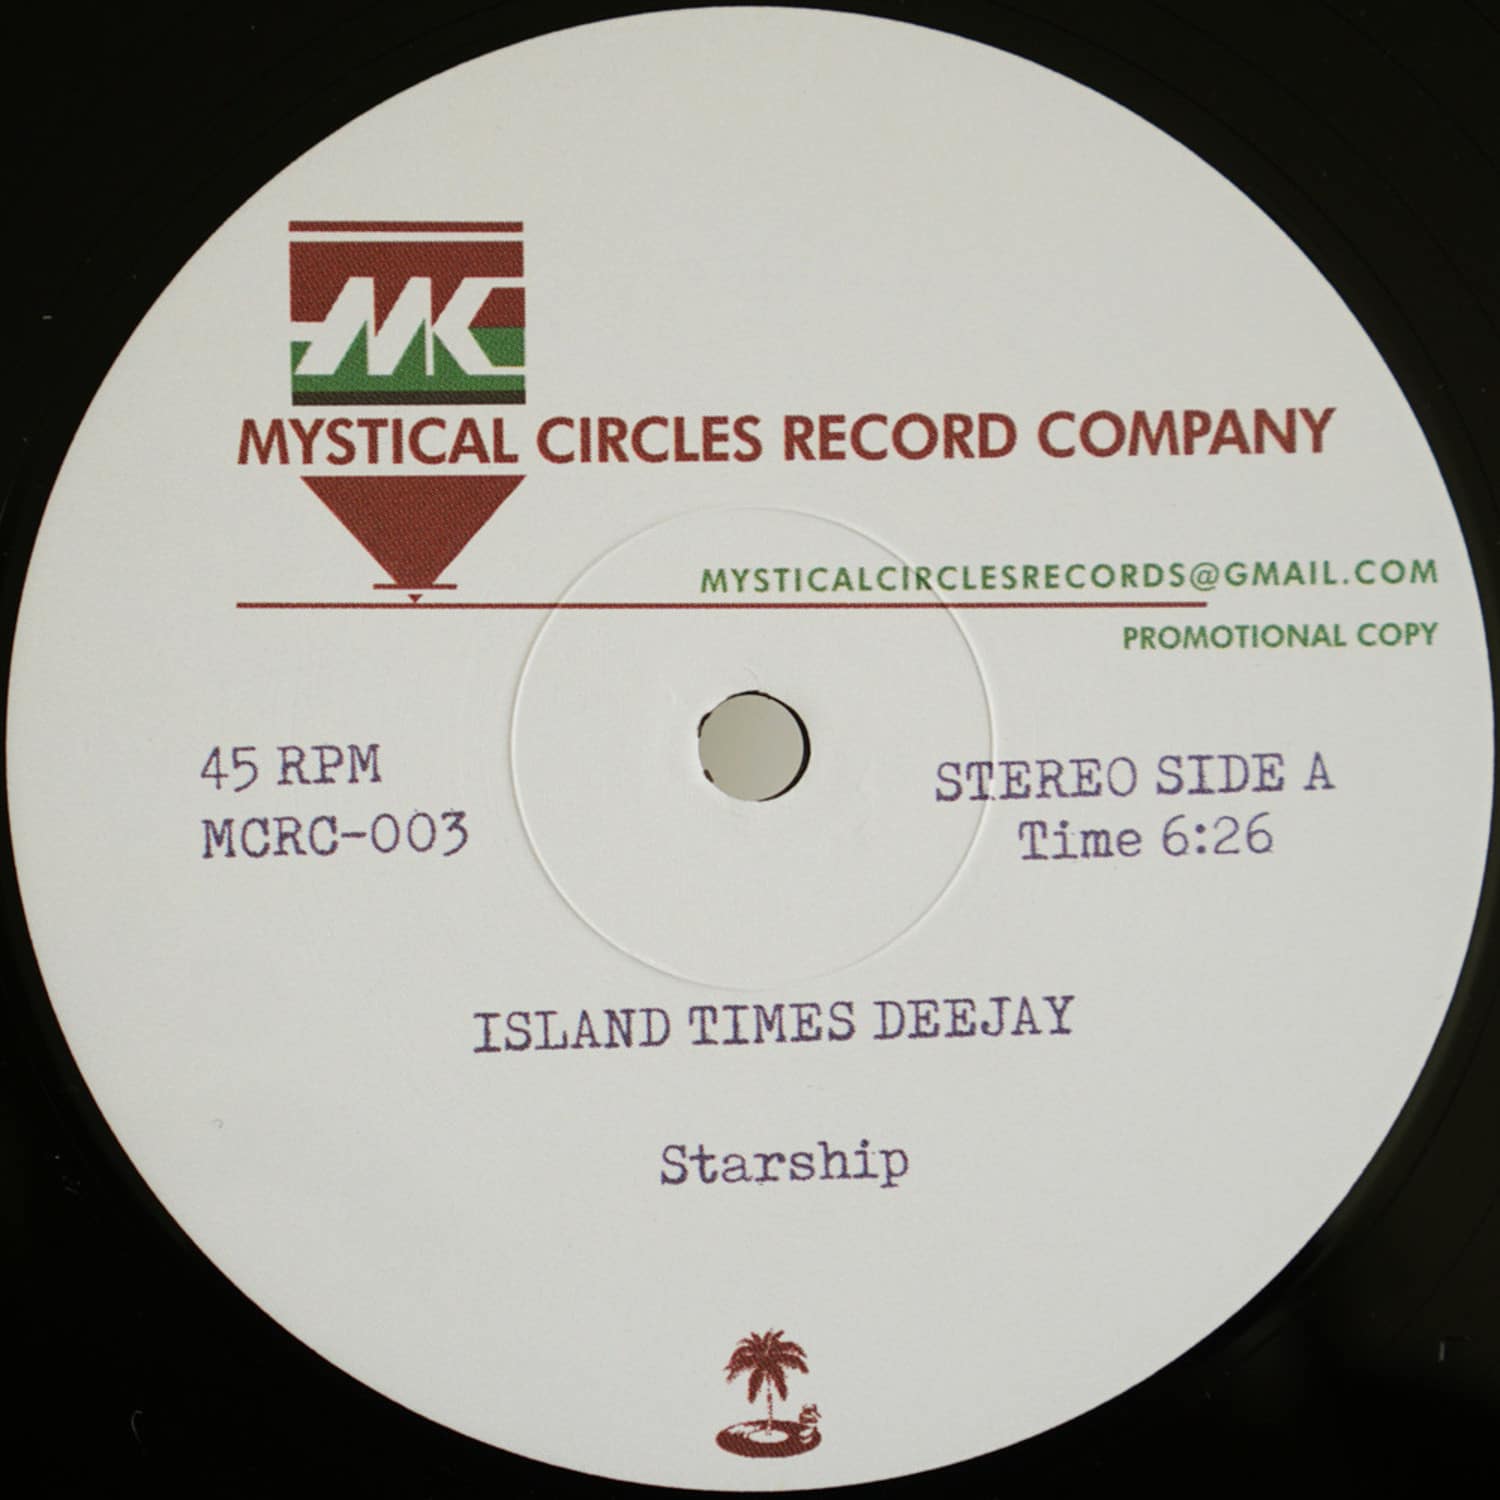 MC
MYSTICAL CIRCLES RECORD COMPANY
MYSTICALCIRCLESRECORDS@GMAIL.COM
PROMOTIONAL COPY
45 RPM
MCRC-003
STEREO SIDE A
Time 6:26
ISLAND TIMES DEEJAY
Starship